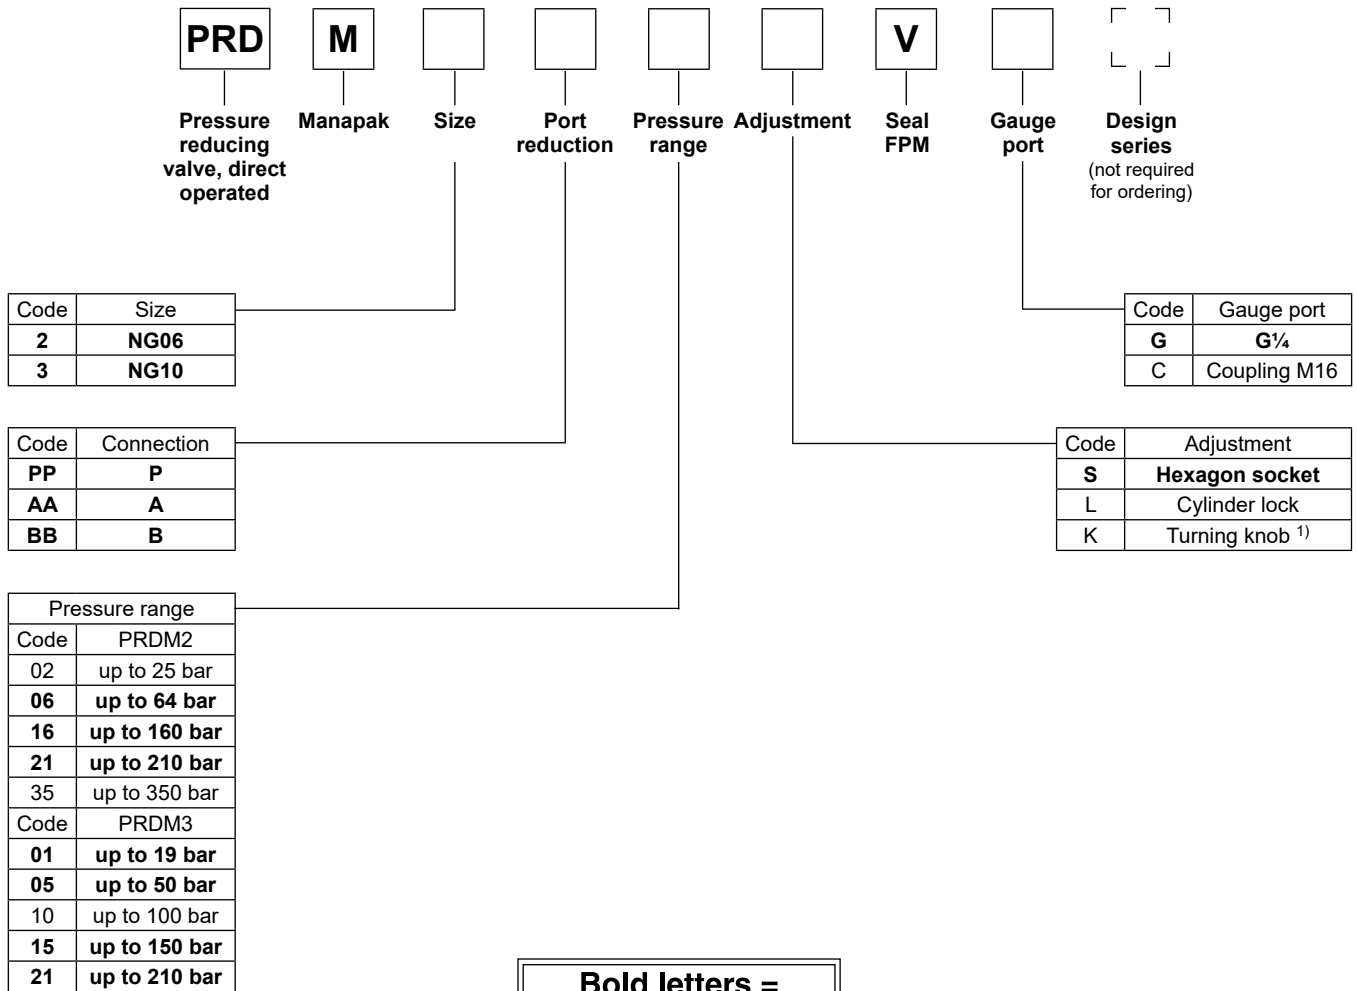 PRD M V
Pressure reducing valve, direct operated
Manapak
Size
Port reduction
Pressure range
Adjustment
Seal FPM
Gauge port
Design series
(not required for ordering)
Code Size
2 NG06
3 NG10
Code Gauge port
G G¼
C Coupling M16
Code Connection
PP P
AA A
BB B
Code Adjustment
S Hexagon socket
L Cylinder lock
K Turning knob 1)
Pressure range
Code PRDM2
02 up to 25 bar
06 up to 64 bar
16 up to 160 bar
21 up to 210 bar
35 up to 350 bar
Code PRDM3
01 up to 19 bar
05 up to 50 bar
10 up to 100 bar
15 up to 150 bar
21 up to 210 bar
Bold letters =